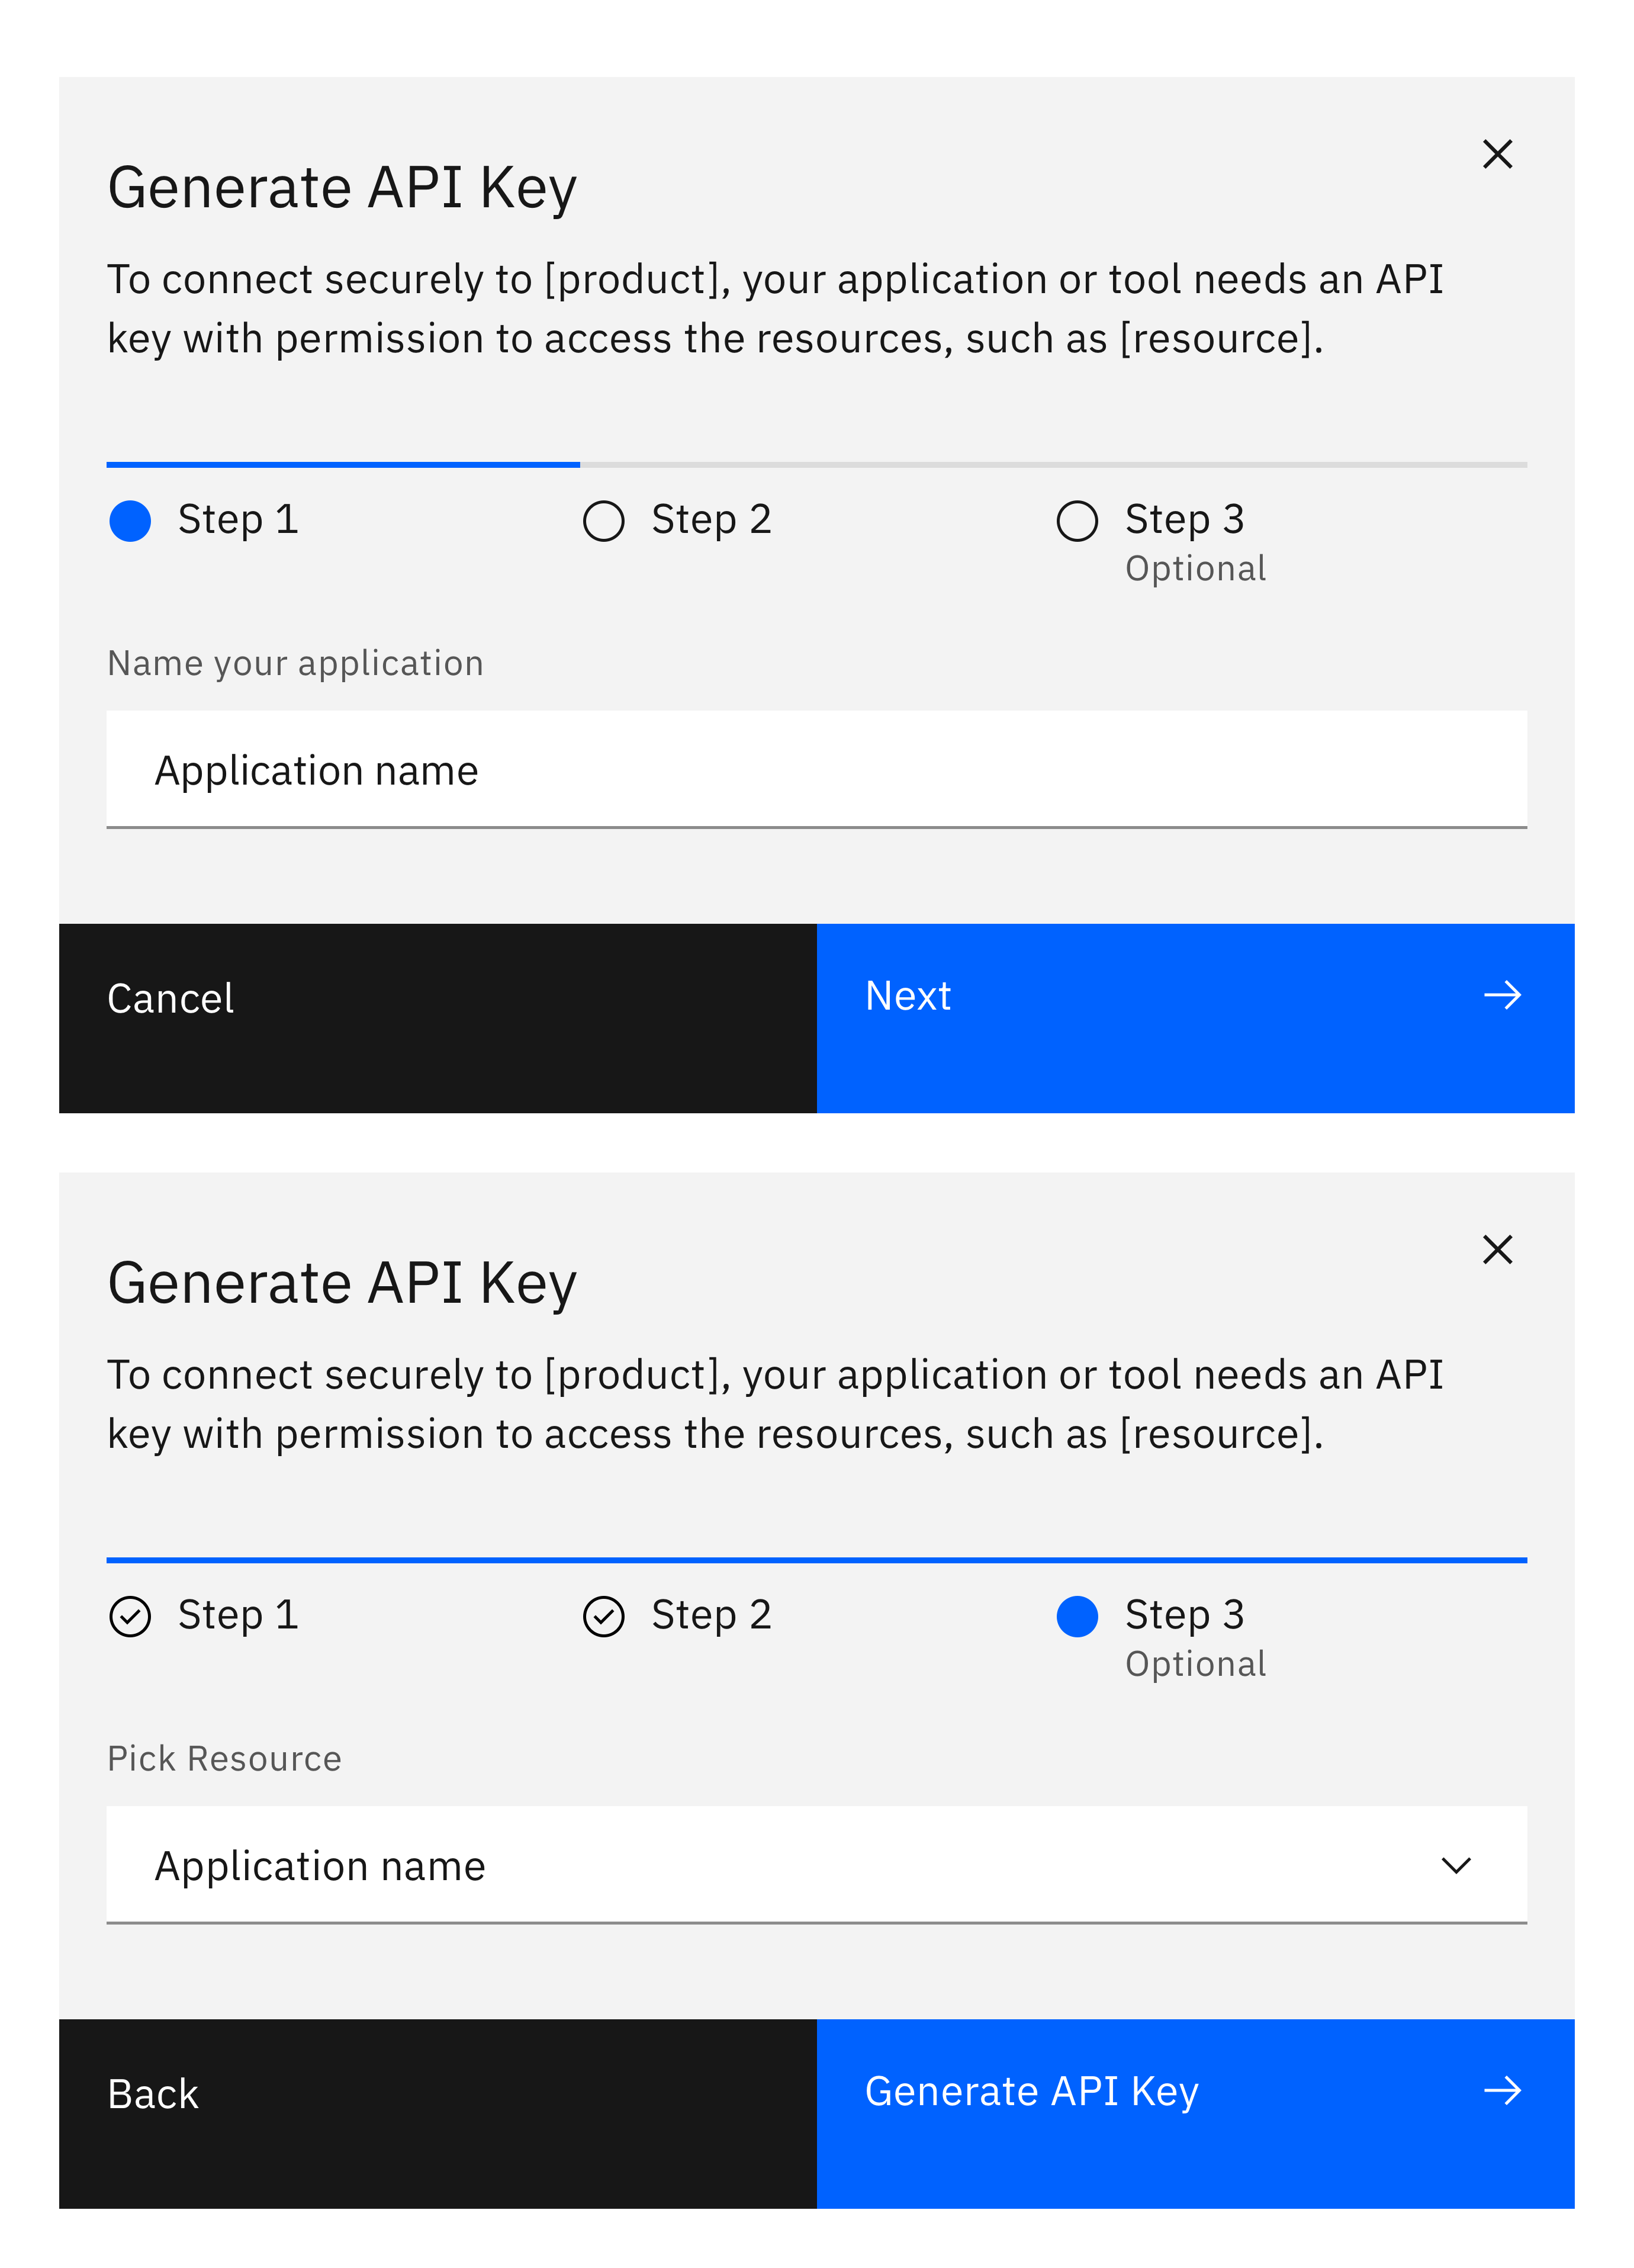 Generate API Key
To connect securely to [product], your application or tool needs an API
key with permission to access the resources, such as [resource].
Step 1
Step 2
Step 3
Optional
Name your application
Application name
Cancel
Next
Generate API Key
To connect securely to [product], your application or tool needs an API
key with permission to access the resources, such as [resource].
Step 1
Step 2
Step 3
Optional
Pick Resource
Application name
Back
Generate API Key